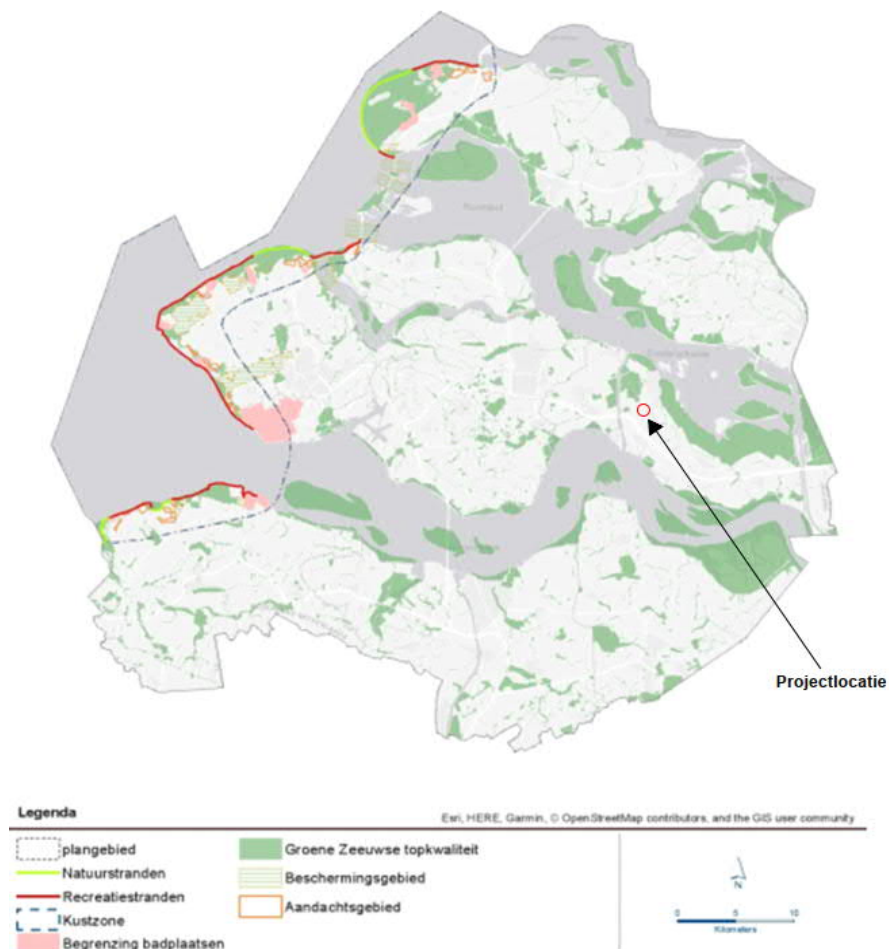 Projectlocatie
Legenda
Esri, HERE, Garmin, © OpenStreetMap contributors, and the GIS user community
plangebied
Natuurstranden
Recreatiestranden
Kustzone
Begrenzing badplaatsen
Groene Zeeuwse topkwaliteit
Beschermingsgebied
Aandachtsgebied
N
0 5 10
Kilometers